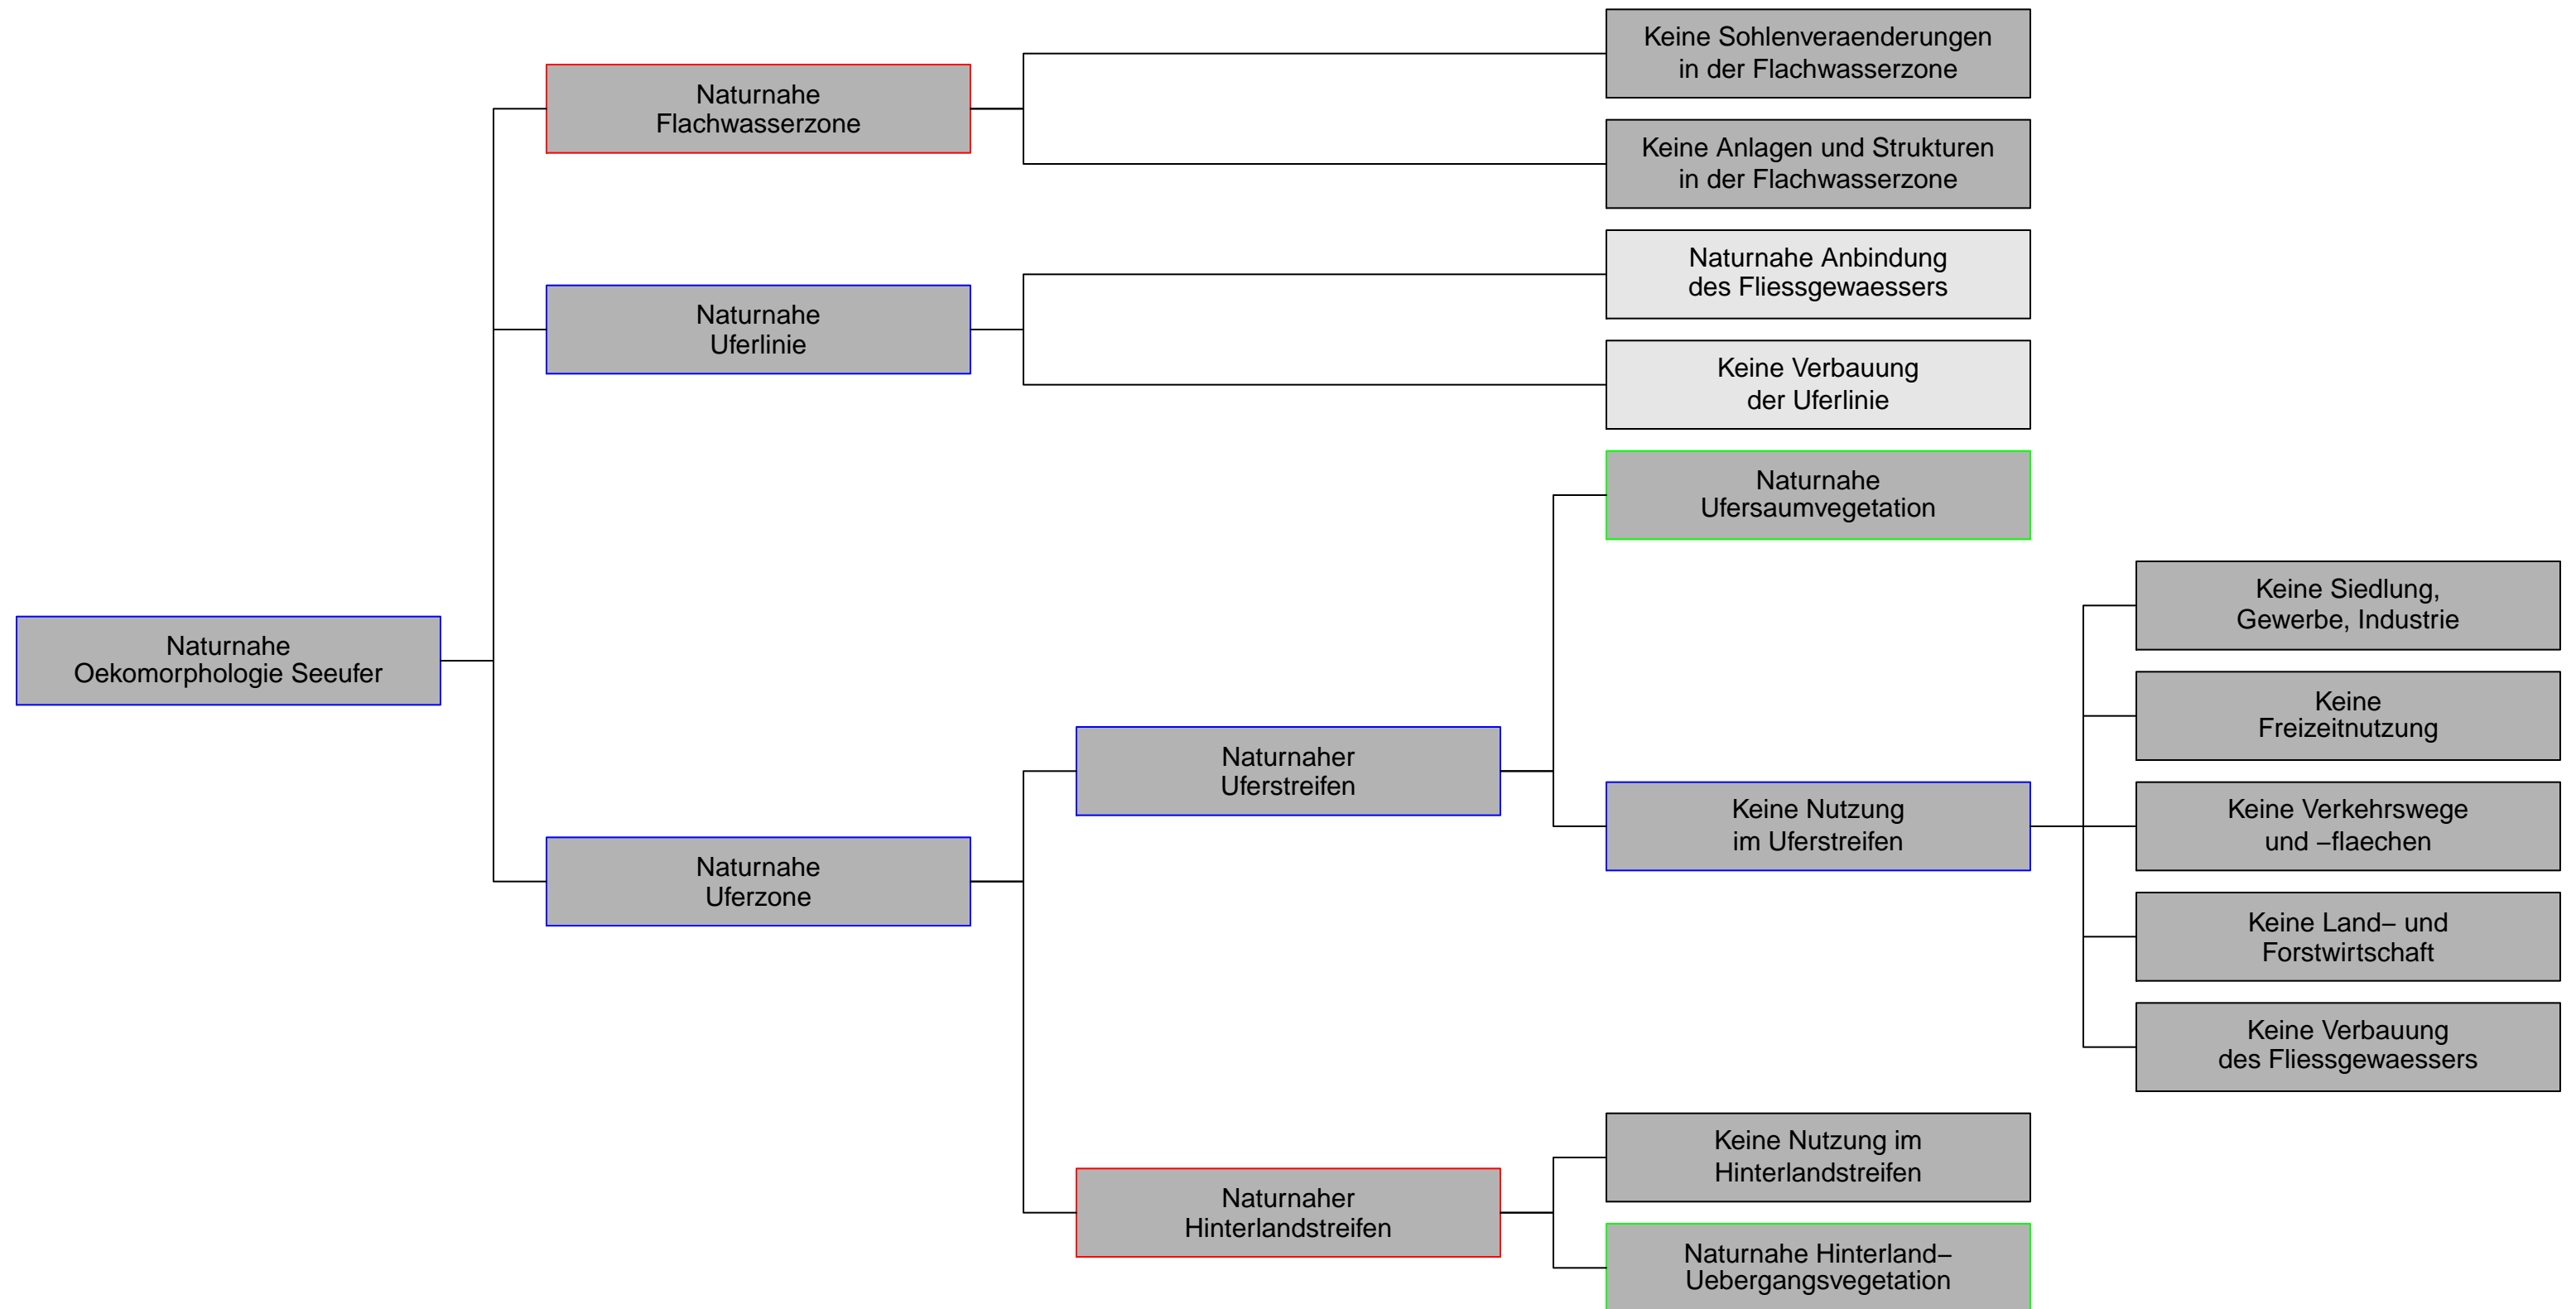 Keine Sohlenveraenderungen
in der Flachwasserzone
Naturnahe
Flachwasserzone
Keine Anlagen und Strukturen
in der Flachwasserzone
Naturnahe Anbindung
des Fliessgewaessers
Naturnahe
Uferlinie
Keine Verbauung
der Uferlinie
Naturnahe
Ufersaumvegetation
Keine Siedlung,
Gewerbe, Industrie
Naturnahe
Oekomorphologie Seeufer
Keine
Freizeitnutzung
Naturnaher
Uferstreifen
Keine Nutzung
im Uferstreifen
Keine Verkehrswege
und −flaechen
Naturnahe
Uferzone
Keine Land− und
Forstwirtschaft
Keine Verbauung
des Fliessgewaessers
Keine Nutzung im
Hinterlandstreifen
Naturnaher
Hinterlandstreifen
Naturnahe Hinterland−
Uebergangsvegetation